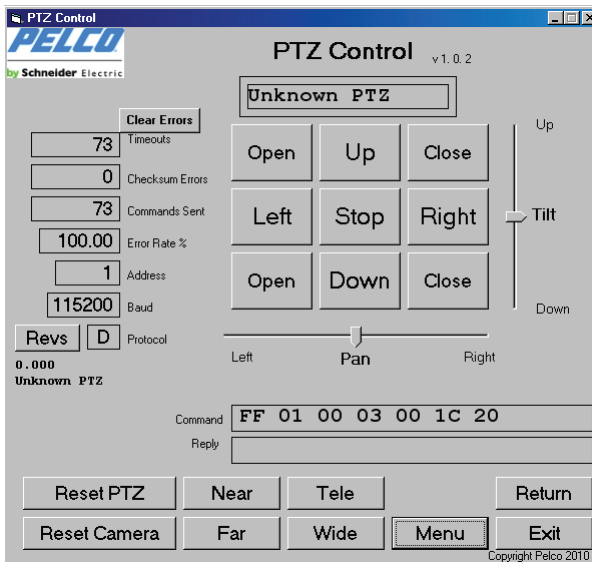 PTZ Control
PELCO
by Schneider Electric
PTZ Control v1.0.2
Unknown PTZ
Clear Errors
73 Timeouts
0 Checksum Errors
73 Commands Sent
100.00 Error Rate %
1 Address
115200 Baud
Revs D Protocol
0.000
Unknown PTZ
Open Up Close
Left Stop Right
Open Down Close
Up
Tilt
Down
Left Pan Right
Command FF 01 00 03 00 1C 20
Reply
Reset PTZ Near Tele Return
Reset Camera Far Wide Menu Exit
Copyright Pelco 2010